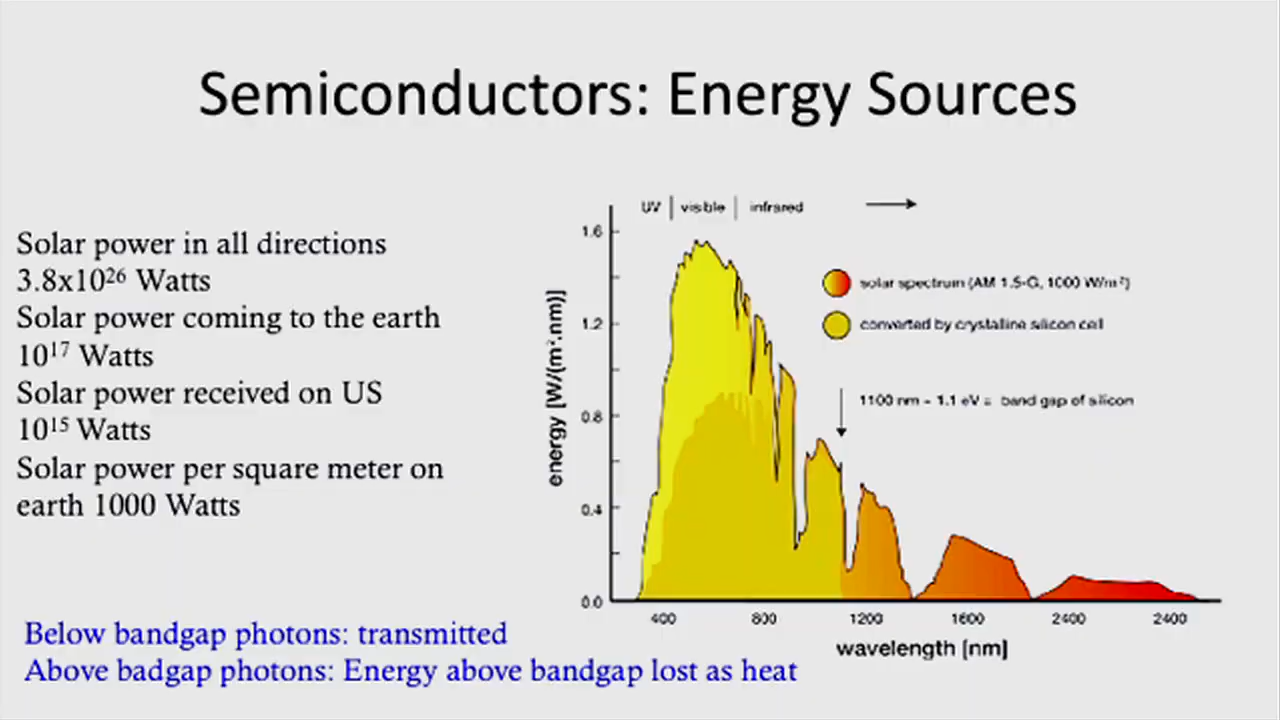 Semiconductors: Energy Sources
Solar power in all directions
3.8x10²⁶ Watts
Solar power coming to the earth
10¹⁷ Watts
Solar power received on US
10¹⁵ Watts
Solar power per square meter on
earth 1000 Watts
UV | visible | infrared
1.6
1.2
0.8
0.4
0.0
energy [W/(m².nm)]
solar spectrum (AM 1.5-G, 1000 W/m²)
converted by crystalline silicon cell
1100 nm - 1.1 eV = band gap of silicon
400 800 1200 1600 2400 2400
wavelength [nm]
Below bandgap photons: transmitted
Above badgap photons: Energy above bandgap lost as heat